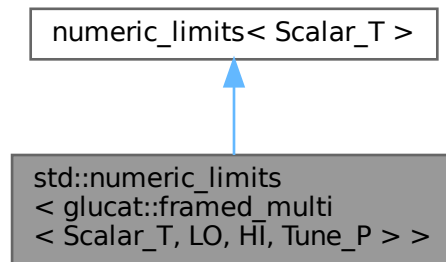 numeric_limits< Scalar_T >
std::numeric_limits
< glucat::framed_multi
< Scalar_T, LO, HI, Tune_P > >